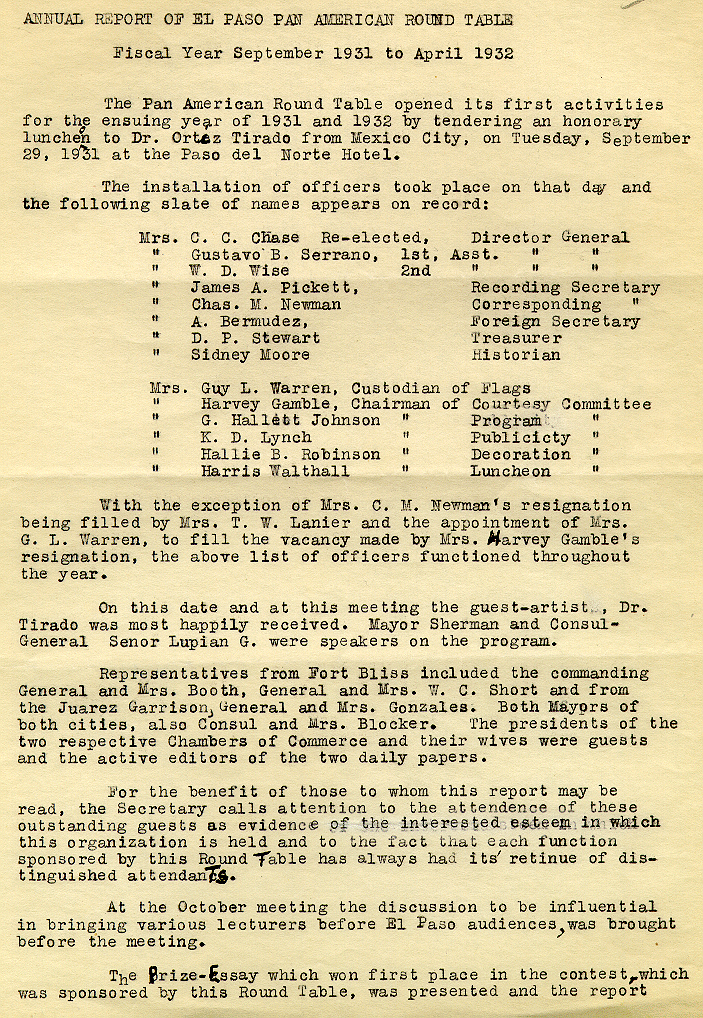 ANNUAL REPORT OF EL PASO PAN AMERICAN ROUND TABLE
Fiscal Year September 1931 to April 1932
The Pan American Round Table opened its first activities
for the ensuing year of 1931 and 1932 by tendering an honorary
lunchen to Dr. Ortez Tirado from Mexico City, on Tuesday, September
29, 1931 at the Paso del Norte Hotel.
The installation of officers took place on that day and
the following slate of names appears on record:
Mrs. C. C. Chase Re-elected, Director General
" Gustavo B. Serrano, 1st, Asst. " "
" W. D. Wise 2nd " " "
" James A. Pickett, Recording Secretary
" Chas. M. Newman Corresponding "
" A. Bermudez, Foreign Secretary
" D. P. Stewart Treasurer
" Sidney Moore Historian
Mrs. Guy L. Warren, Custodian of Flags
" Harvey Gamble, Chairman of Courtesy Committee
" G. Hallett Johnson " Program "
" K. D. Lynch " Publicicty "
" Hallie B. Robinson " Decoration "
" Harris Walthall " Luncheon "
With the exception of Mrs. C. M. Newman's resignation
being filled by Mrs. T. W. Lanier and the appointment of Mrs.
G. L. Warren, to fill the vacancy made by Mrs. Harvey Gamble's
resignation, the above list of officers functioned throughout
the year.
On this date and at this meeting the guest-artist , Dr.
Tirado was most happily received. Mayor Sherman and Consul-
General Senor Lupian G. were speakers on the program.
Representatives from Fort Bliss included the commanding
General and Mrs. Booth, General and Mrs. W. C. Short and from
the Juarez Garrison, General and Mrs. Gonzales. Both Mayors of
both cities, also Consul and Mrs. Blocker. The presidents of the
two respective Chambers of Commerce and their wives were guests
and the active editors of the two daily papers.
For the benefit of those to whom this report may be
read, the Secretary calls attention to the attendence of these
outstanding guests as evidence of the interested esteem in which
this organization is held and to the fact that each function
sponsored by this Round Table has always had its' retinue of dis-
tinguished attendants.
At the October meeting the discussion to be influential
in bringing various lecturers before El Paso audiences, was brought
before the meeting.
The Prize-Essay which won first place in the contest, which
was sponsored by this Round Table, was presented and the report